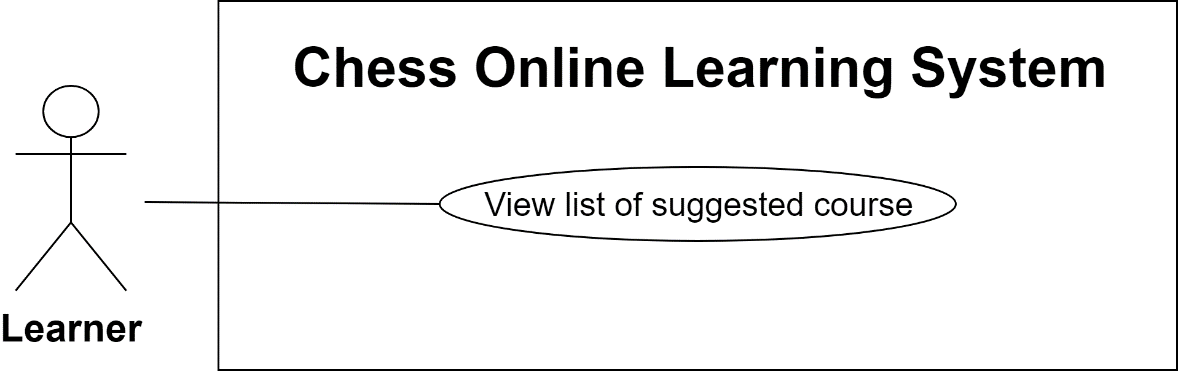 Chess Online Learning System
View list of suggested course
Learner